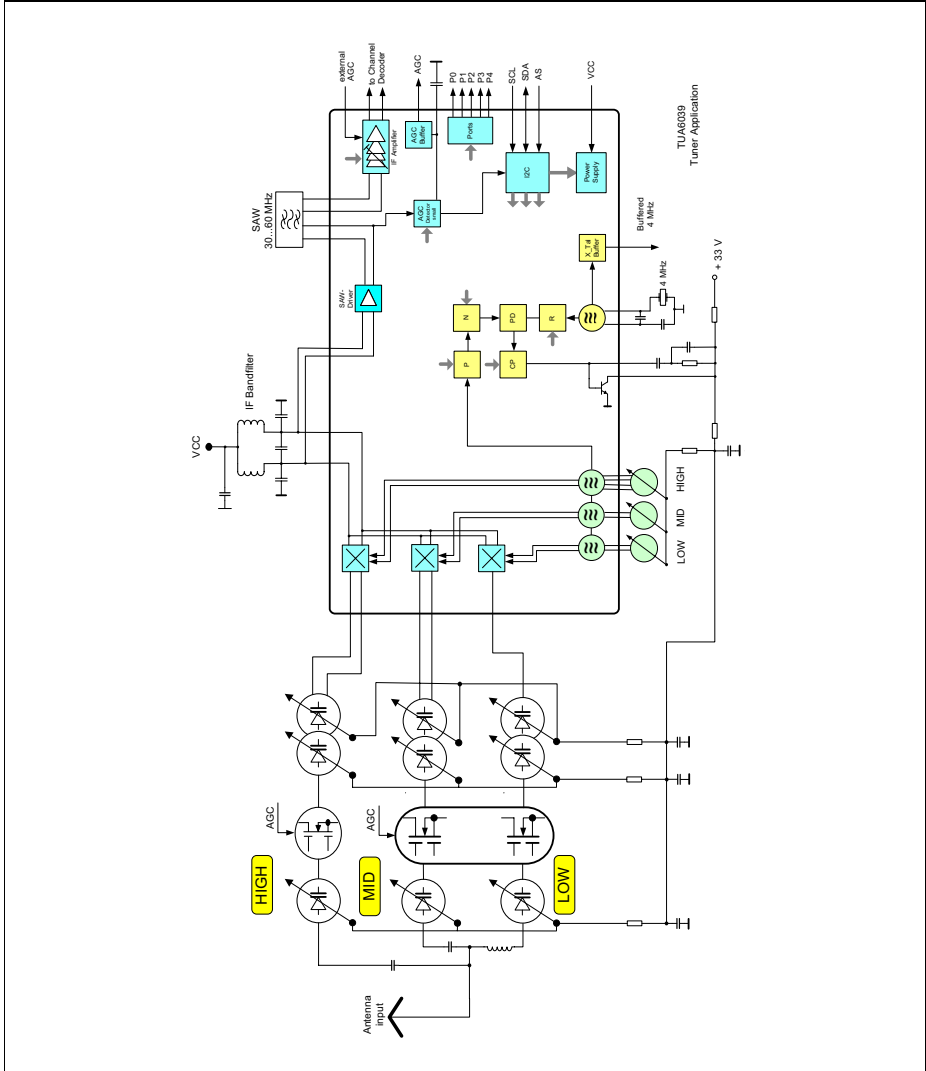 external
AGC
to Channel
Decoder
AGC
P0
P1
P2
P3
P4
SCL
SDA
AS
VCC
TUA6039
Tuner Application
IF Amplifier
AGC
Buffer
Ports
I2C
Power
Supply
SAW
30...60 MHz
AGC
Detector
small
Buffered
4 MHz
X_Tal
Buffer
4 MHz
+ 33 V
SAW-
Driver
N
PD
R
P
CP
IF Bandfilter
VCC
HIGH
MID
LOW
AGC
AGC
HIGH
MID
LOW
Antenna
input